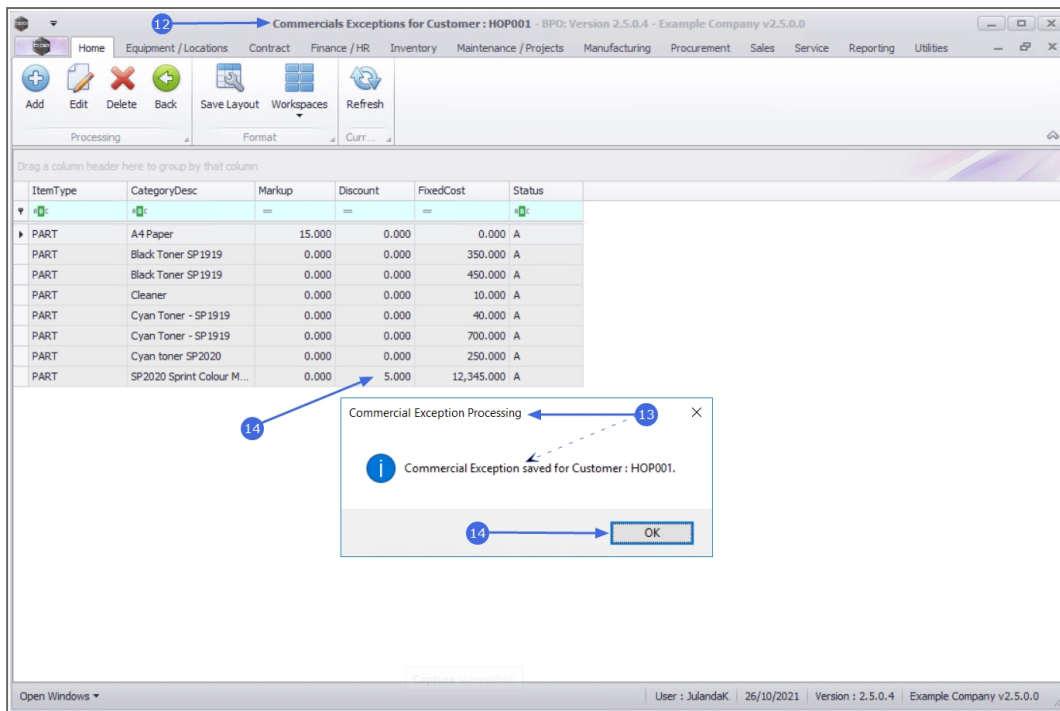 12
Commercials Exceptions for Customer : HOP001 - BPO: Version 2.5.0.4 - Example Company v2.5.0.0
Home Equipment / Locations Contract Finance / HR Inventory Maintenance / Projects Manufacturing Procurement Sales Service Reporting Utilities
Add Edit Delete Back Save Layout Workspaces Refresh
Processing Format Curr...
Drag a column header here to group by that column
ItemType CategoryDesc Markup Discount FixedCost Status
= = =
PART A4 Paper 15.000 0.000 0.000 A
PART Black Toner SP1919 0.000 0.000 350.000 A
PART Black Toner SP1919 0.000 0.000 450.000 A
PART Cleaner 0.000 0.000 10.000 A
PART Cyan Toner - SP1919 0.000 0.000 40.000 A
PART Cyan Toner - SP1919 0.000 0.000 700.000 A
PART Cyan toner SP2020 0.000 0.000 250.000 A
PART SP2020 Sprint Colour M... 0.000 5.000 12,345.000 A
14
Commercial Exception Processing 13
Commercial Exception saved for Customer : HOP001.
14 OK
Open Windows User : JulandaK 26/10/2021 Version : 2.5.0.4 Example Company v2.5.0.0